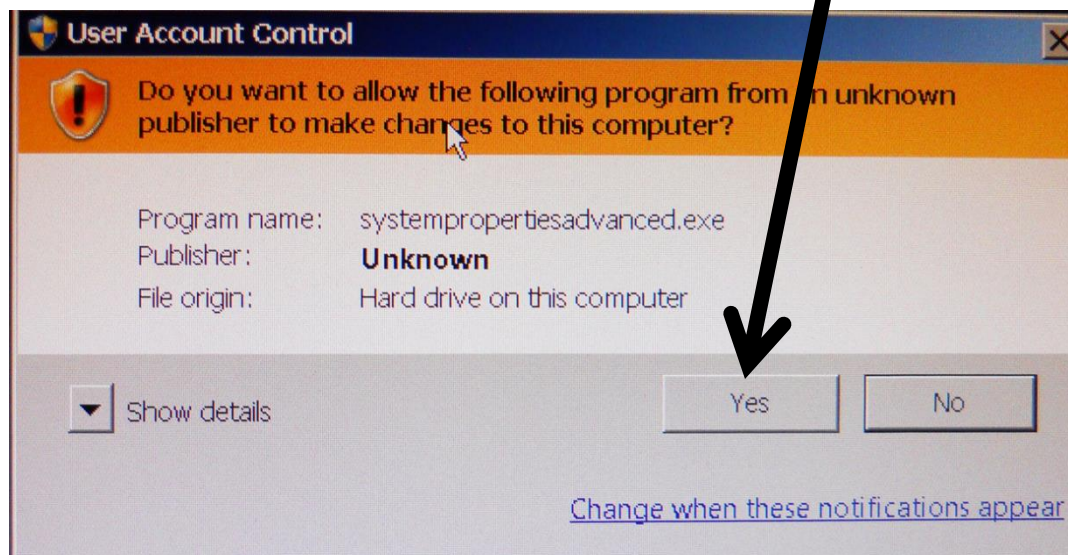 User Account Control
Do you want to allow the following program from an unknown
publisher to make changes to this computer?
Program name: systempropertiesadvanced.exe
Publisher: Unknown
File origin: Hard drive on this computer
Show details
Yes No
Change when these notifications appear